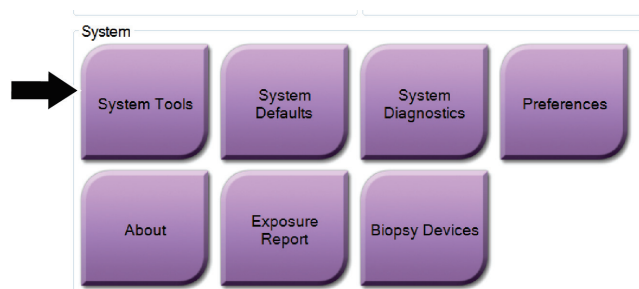 System
System Tools
System
Defaults
System
Diagnostics
Preferences
About
Exposure
Report
Biopsy Devices